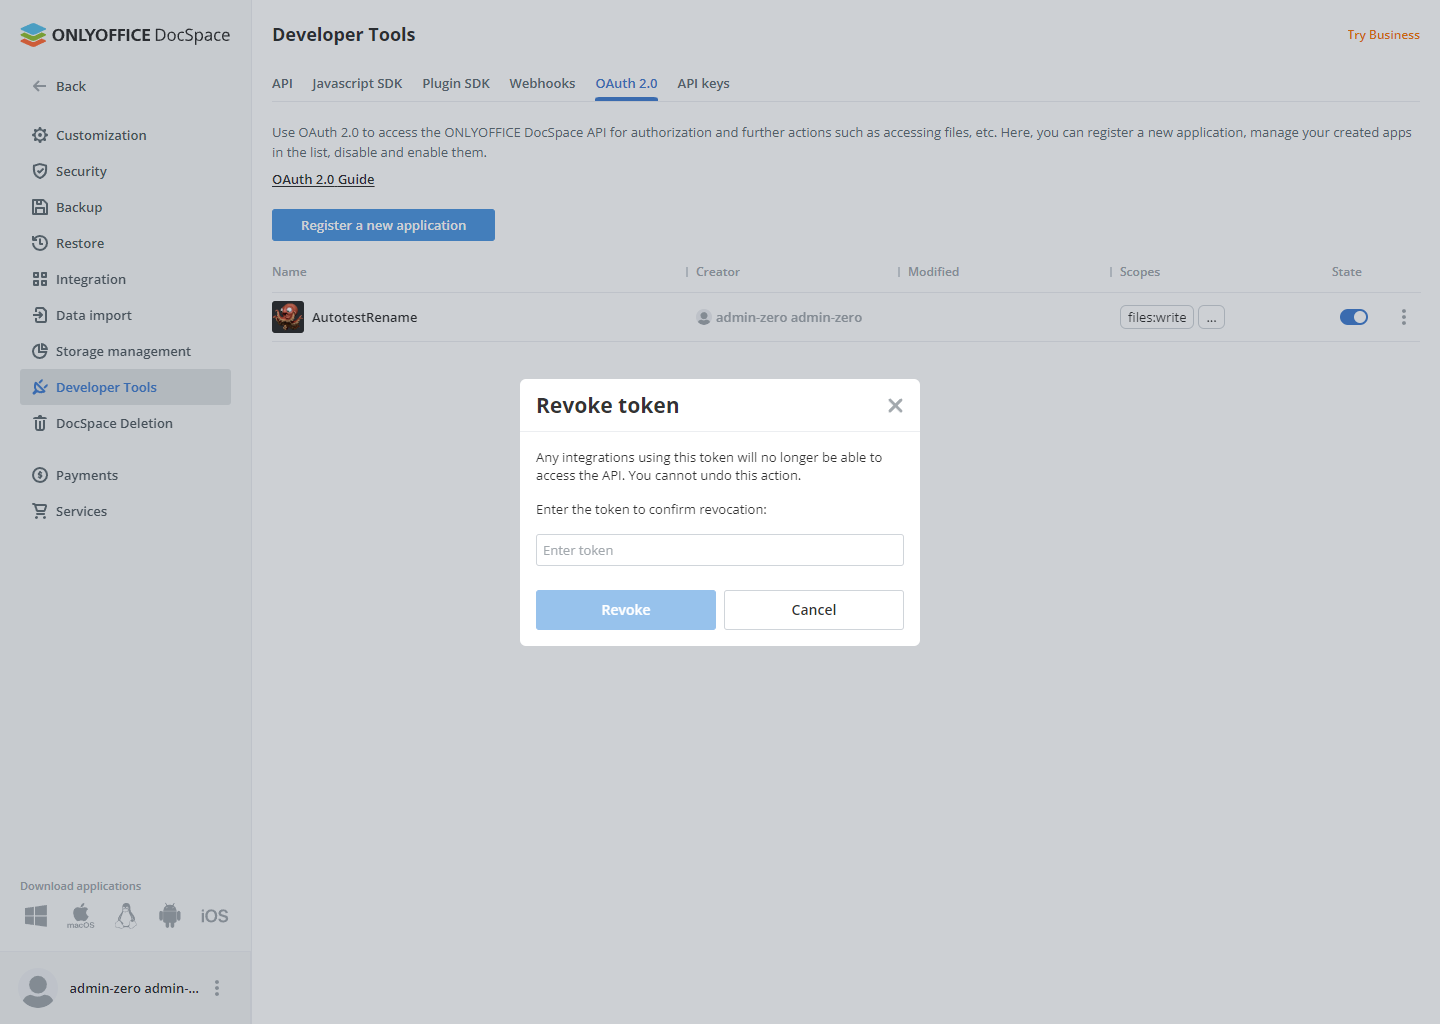 ONLYOFFICE DocSpace
Back
Customization
Security
Backup
Restore
Integration
Data import
Storage management
Developer Tools
DocSpace Deletion
Payments
Services
Download applications
macOS
iOS
admin-zero admin-...
Developer Tools
Try Business
API Javascript SDK Plugin SDK Webhooks OAuth 2.0 API keys
Use OAuth 2.0 to access the ONLYOFFICE DocSpace API for authorization and further actions such as accessing files, etc. Here, you can register a new application, manage your created apps
in the list, disable and enable them.
OAuth 2.0 Guide
Register a new application
Name Creator Modified Scopes State
AutotestRename admin-zero admin-zero files:write ...
Revoke token
Any integrations using this token will no longer be able to
access the API. You cannot undo this action.
Enter the token to confirm revocation:
Enter token
Revoke Cancel